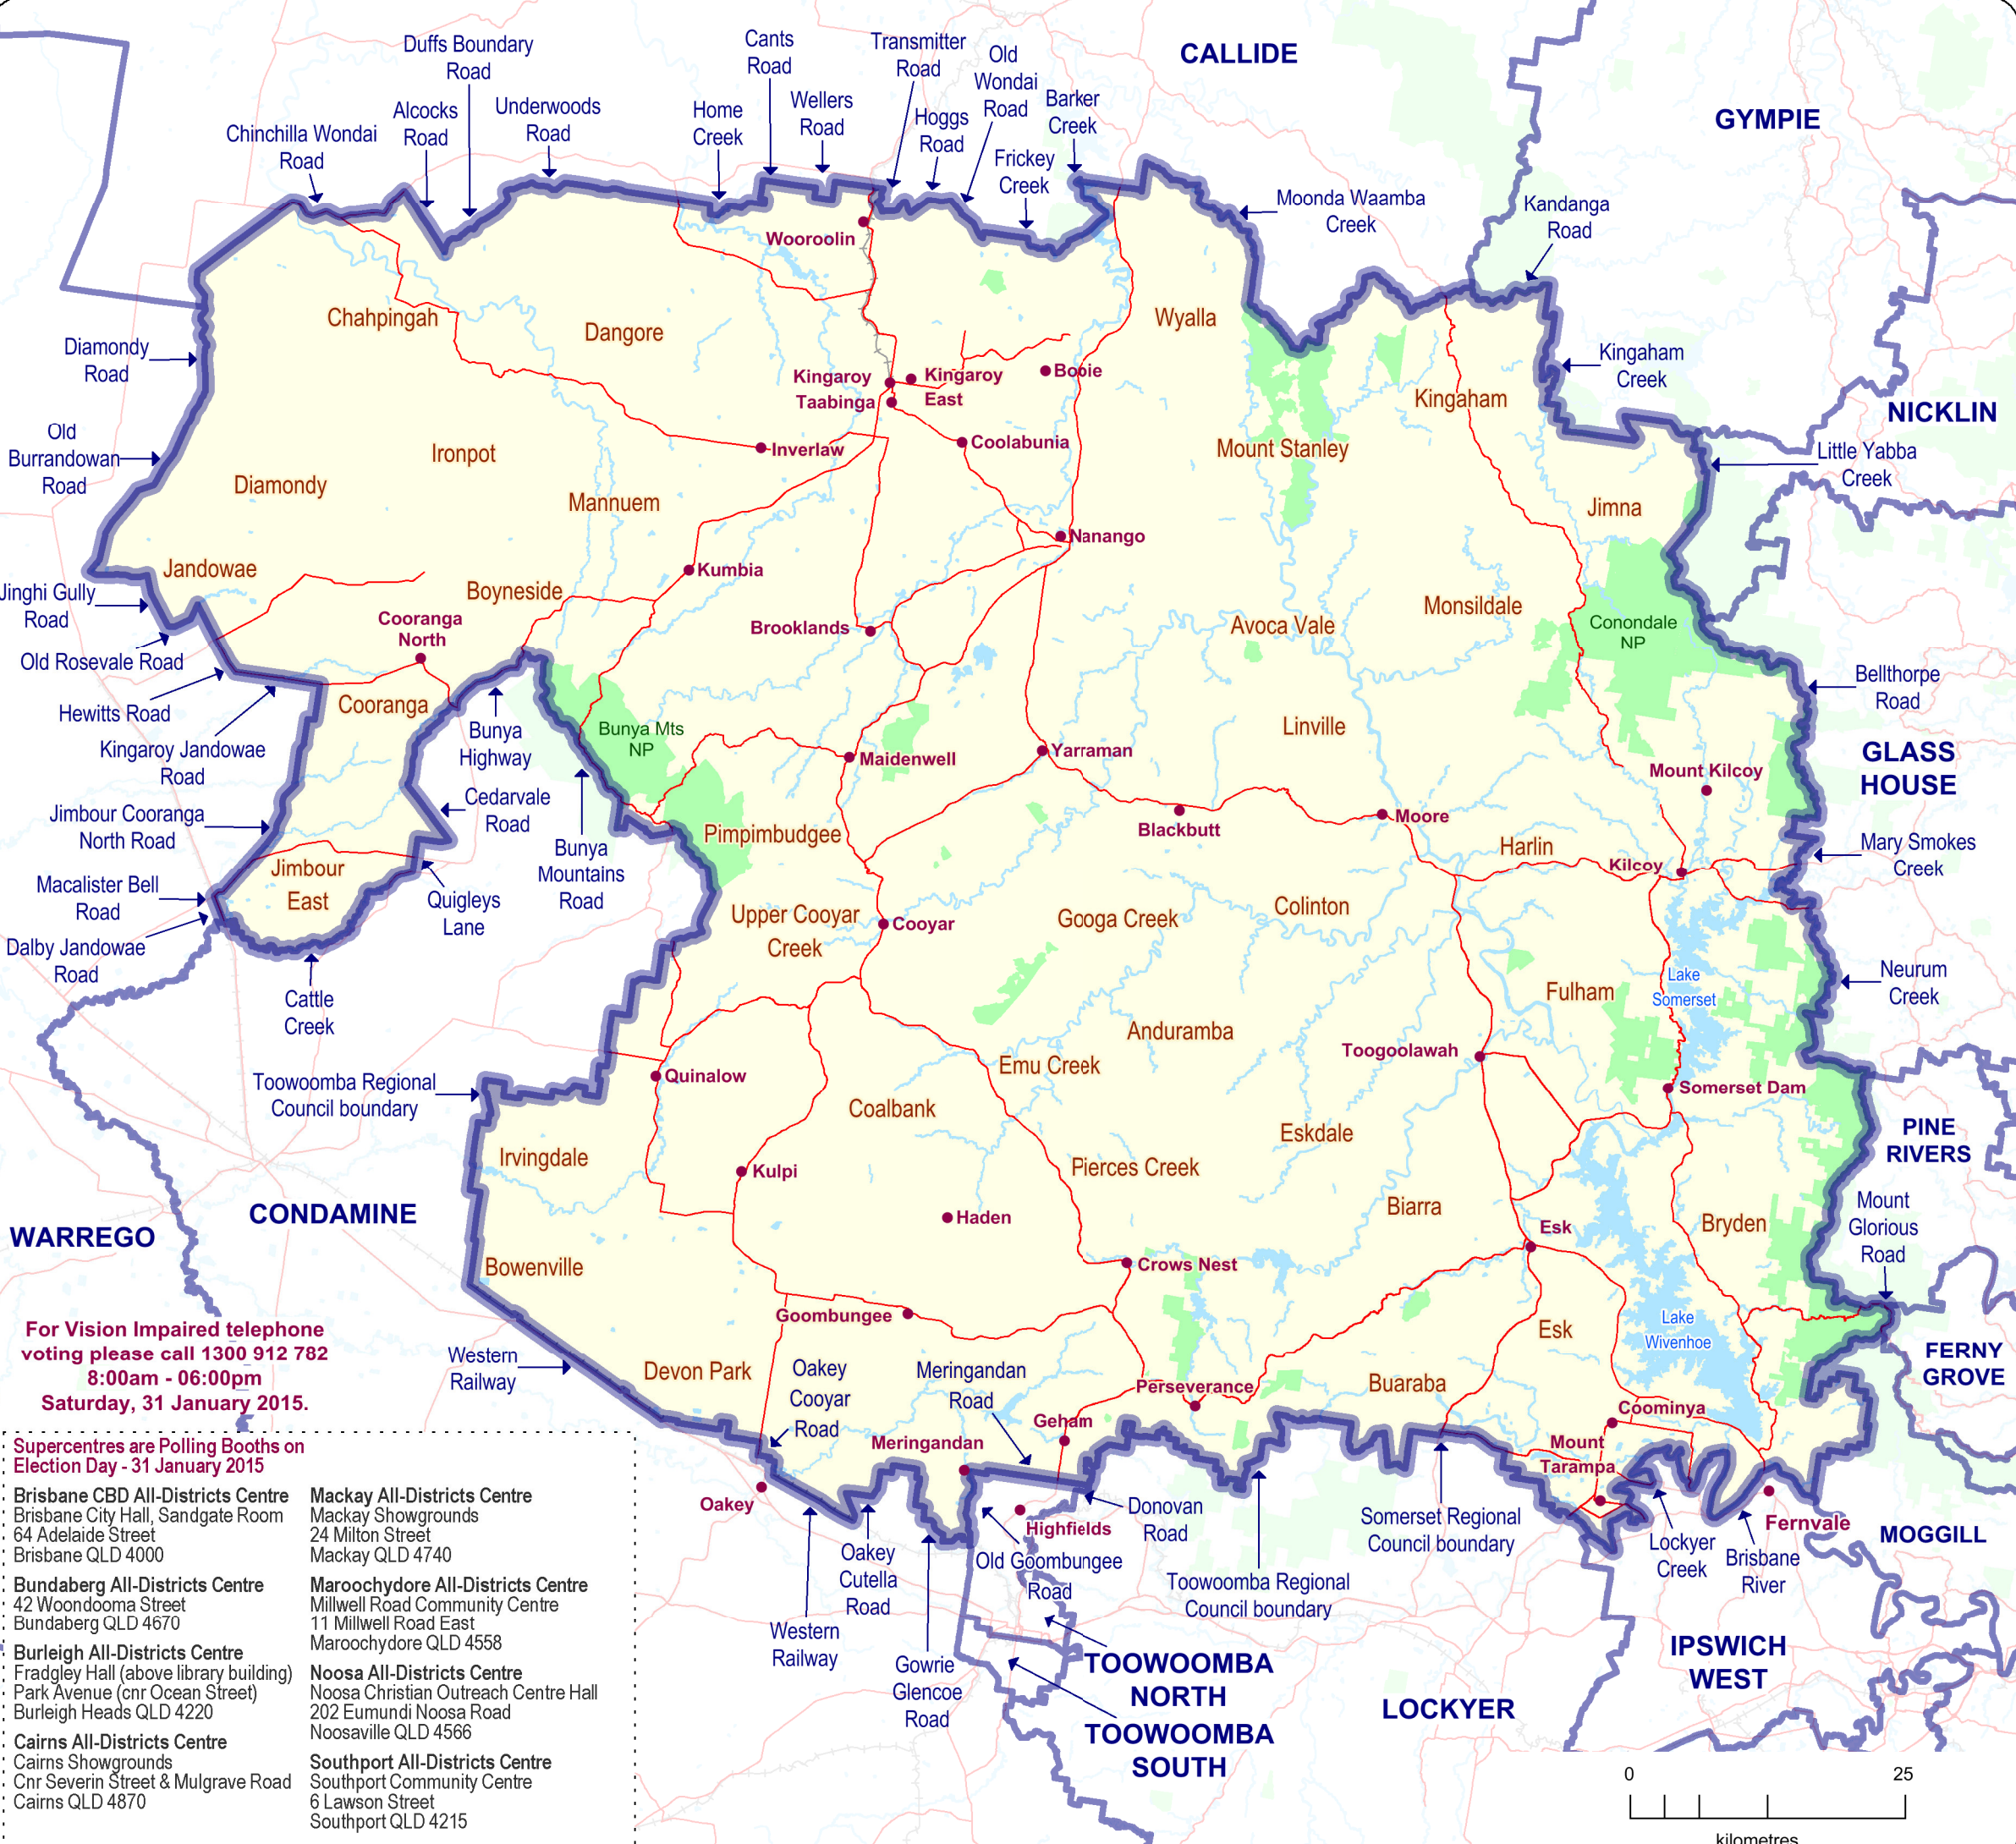 CALLIDE
GYMPIE
NICKLIN
GLASS
HOUSE
PINE
RIVERS
FERNY
GROVE
MOGGILL
IPSWICH
WEST
LOCKYER
TOOWOOMBA
NORTH
TOOWOOMBA
SOUTH
CONDAMINE
WARREGO
Duffs Boundary
Road
Cants
Road
Transmitter
Road
Old
Wondai
Road
Chinchilla Wondai
Road
Alcocks
Road
Underwoods
Road
Home
Creek
Wellers
Road
Hoggs
Road
Frickey
Creek
Barker
Creek
Moonda Waamba
Creek
Kandanga
Road
Kingaham
Creek
Little Yabba
Creek
Bellthorpe
Road
Mary Smokes
Creek
Neurum
Creek
Mount
Glorious
Road
Diamondy
Road
Old
Burrandowan
Road
Jinghi Gully
Road
Old Rosevale Road
Hewitts Road
Kingaroy Jandowae
Road
Jimbour Cooranga
North Road
Macalister Bell
Road
Dalby Jandowae
Road
Cattle
Creek
Quigleys
Lane
Cedarvale
Road
Bunya
Highway
Bunya
Mountains
Road
Toowoomba Regional
Council boundary
Western
Railway
Oakey
Cooyar
Road
Meringandan
Road
Western
Railway
Oakey
Cutella
Road
Gowrie
Glencoe
Road
Old Goombungee
Road
Donovan
Road
Toowoomba Regional
Council boundary
Somerset Regional
Council boundary
Lockyer
Creek
Brisbane
River
Wooroolin
Chahpingah
Dangore
Wyalla
Kingaroy
Taabinga
Kingaroy
East
Booie
Kingaham
Inverlaw
Coolabunia
Mount Stanley
Ironpot
Diamondy
Mannuem
Jimna
Nanango
Jandowae
Kumbia
Boyneside
Cooranga
North
Brooklands
Avoca Vale
Monsildale
Conondale
NP
Cooranga
Bunya Mts
NP
Linville
Maidenwell
Yarraman
Mount Kilcoy
Blackbutt
Moore
Pimpimbudgee
Harlin
Kilcoy
Jimbour
East
Upper Cooyar
Creek
Cooyar
Googa Creek
Colinton
Lake
Somerset
Fulham
Anduramba
Toogoolawah
Emu Creek
Quinalow
Somerset Dam
Coalbank
Eskdale
Irvingdale
Kulpi
Pierces Creek
Biarra
Haden
Esk
Bryden
Bowenville
Crows Nest
Goombungee
Lake
Wivenhoe
Esk
Devon Park
Perseverance
Buaraba
Coominya
Geham
Meringandan
Mount
Tarampa
Oakey
Highfields
Fernvale
For Vision Impaired telephone
voting please call 1300 912 782
8:00am - 06:00pm
Saturday, 31 January 2015.
Supercentres are Polling Booths on
Election Day - 31 January 2015
Brisbane CBD All-Districts Centre
Brisbane City Hall, Sandgate Room
64 Adelaide Street
Brisbane QLD 4000
Bundaberg All-Districts Centre
42 Woondooma Street
Bundaberg QLD 4670
Burleigh All-Districts Centre
Fradgley Hall (above library building)
Park Avenue (cnr Ocean Street)
Burleigh Heads QLD 4220
Cairns All-Districts Centre
Cairns Showgrounds
Cnr Severin Street & Mulgrave Road
Cairns QLD 4870
Mackay All-Districts Centre
Mackay Showgrounds
24 Milton Street
Mackay QLD 4740
Maroochydore All-Districts Centre
Millwell Road Community Centre
11 Millwell Road East
Maroochydore QLD 4558
Noosa All-Districts Centre
Noosa Christian Outreach Centre Hall
202 Eumundi Noosa Road
Noosaville QLD 4566
Southport All-Districts Centre
Southport Community Centre
6 Lawson Street
Southport QLD 4215
0 25
kilometres